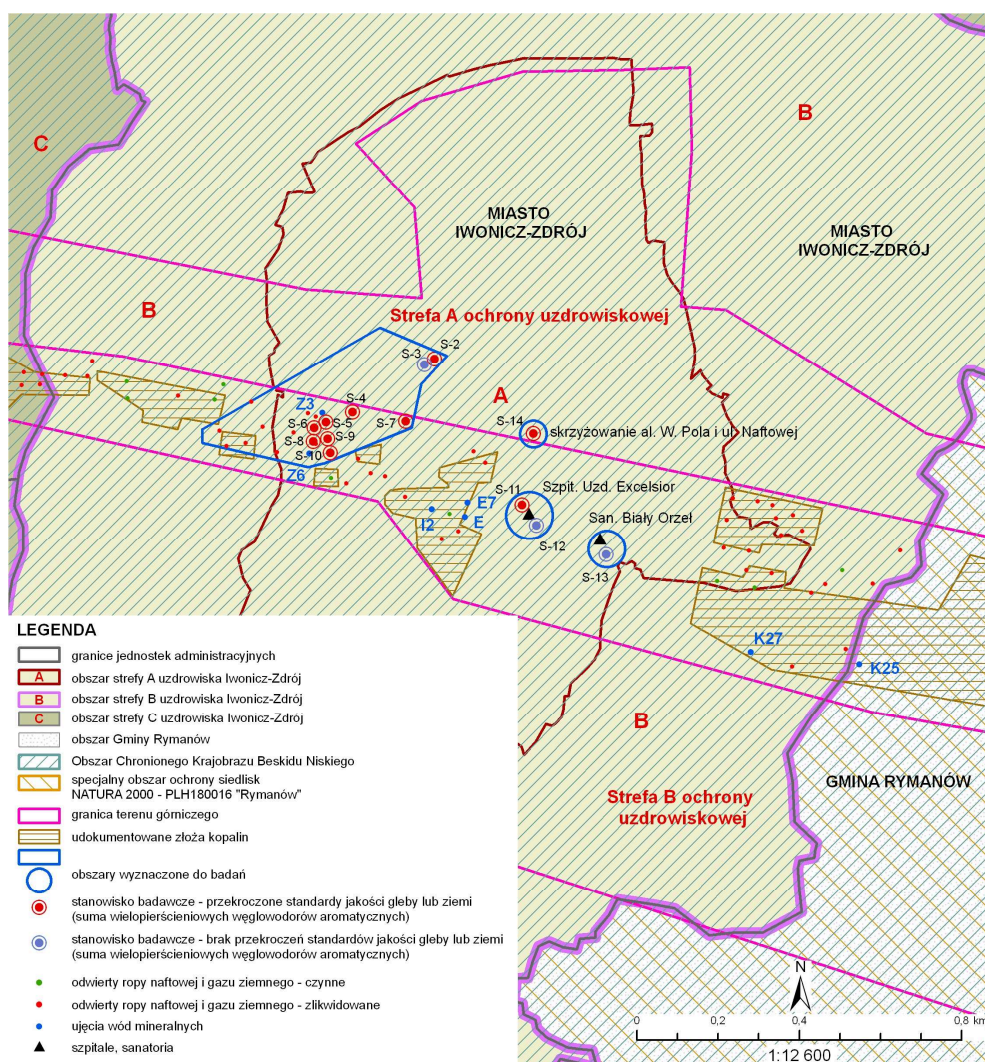 B
C
MIASTO
IWONICZ-ZDRÓJ
MIASTO
IWONICZ-ZDRÓJ
B
Strefa A ochrony uzdrowiskowej
S-3
S-2
A
Z3
S-4
S-6
S-5
S-7
S-14
skrzyżowanie al. W. Pola i ul. Naftowej
S-8
S-9
S-10
Z6
S-11
Szpit. Uzd. Excelsior
E7
I2
E
San. Biały Orzeł
S-12
S-13
K27
K25
B
GMINA RYMANÓW
Strefa B ochrony
uzdrowiskowej
LEGENDA
granice jednostek administracyjnych
A obszar strefy A uzdrowiska Iwonicz-Zdrój
B obszar strefy B uzdrowiska Iwonicz-Zdrój
C obszar strefy C uzdrowiska Iwonicz-Zdrój
obszar Gminy Rymanów
Obszar Chronionego Krajobrazu Beskidu Niskiego
specjalny obszar ochrony siedlisk
NATURA 2000 - PLH180016 "Rymanów"
granica terenu górniczego
udokumentowane złoża kopalin
obszary wyznaczone do badań
stanowisko badawcze - przekroczone standardy jakości gleby lub ziemi
(suma wielopierścieniowych węglowodorów aromatycznych)
stanowisko badawcze - brak przekroczeń standardów jakości gleby lub ziemi
(suma wielopierścieniowych węglowodorów aromatycznych)
odwierty ropy naftowej i gazu ziemnego - czynne
odwierty ropy naftowej i gazu ziemnego - zlikwidowane
ujęcia wód mineralnych
szpitale, sanatoria
N
0 0,2 0,4 0,6 0,8 km
1:12 600